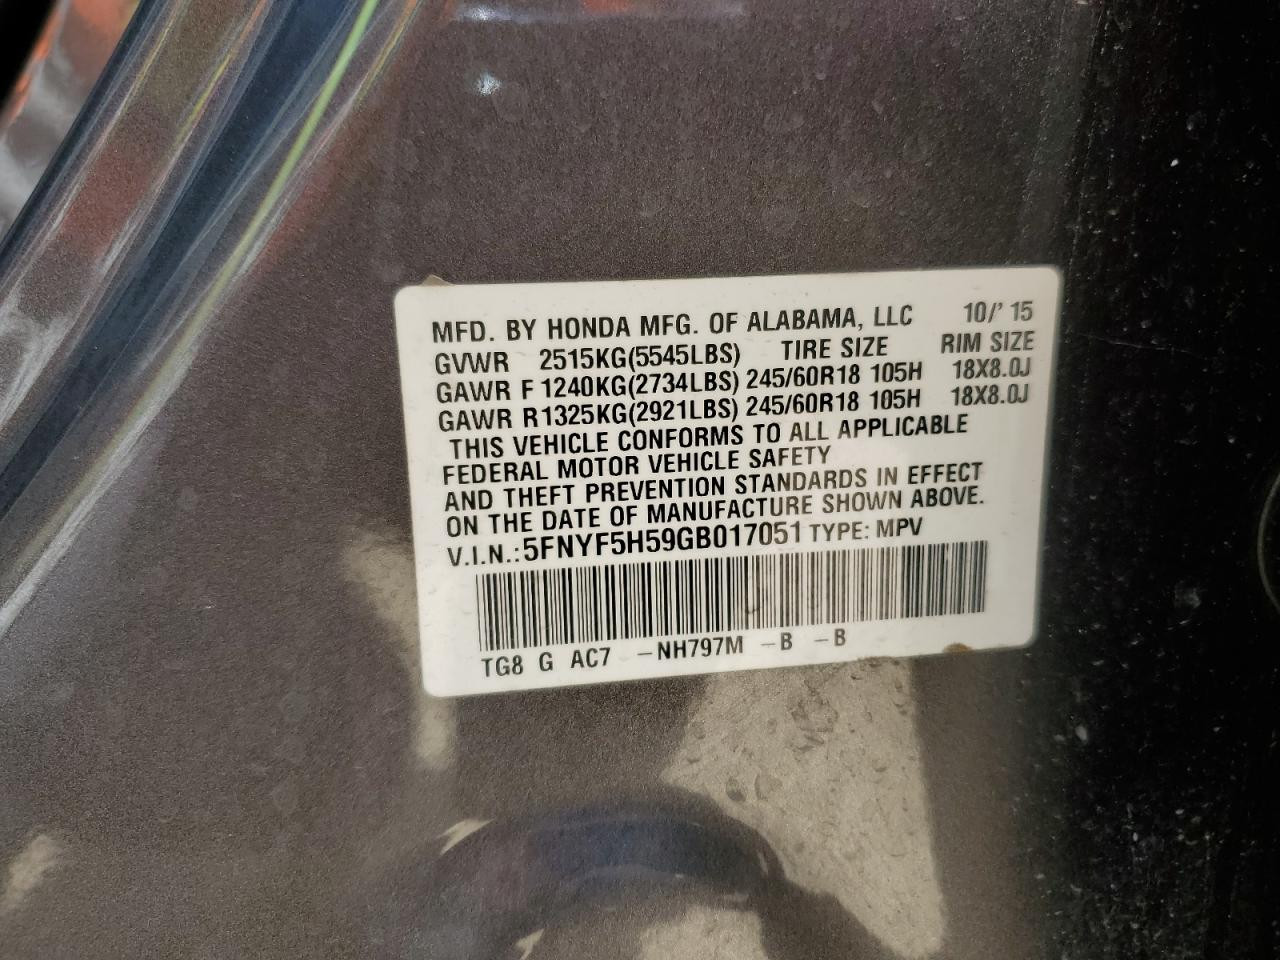 MFD. BY HONDA MFG. OF ALABAMA, LLC 10/' 15
GVWR 2515KG(5545LBS) TIRE SIZE RIM SIZE
GAWR F 1240KG(2734LBS) 245/60R18 105H 18X8.0J
GAWR R1325KG(2921LBS) 245/60R18 105H 18X8.0J
THIS VEHICLE CONFORMS TO ALL APPLICABLE
FEDERAL MOTOR VEHICLE SAFETY
AND THEFT PREVENTION STANDARDS IN EFFECT
ON THE DATE OF MANUFACTURE SHOWN ABOVE.
V.I.N.:5FNYF5H59GB017051 TYPE: MPV
TG8 G AC7 -NH797M -B -B